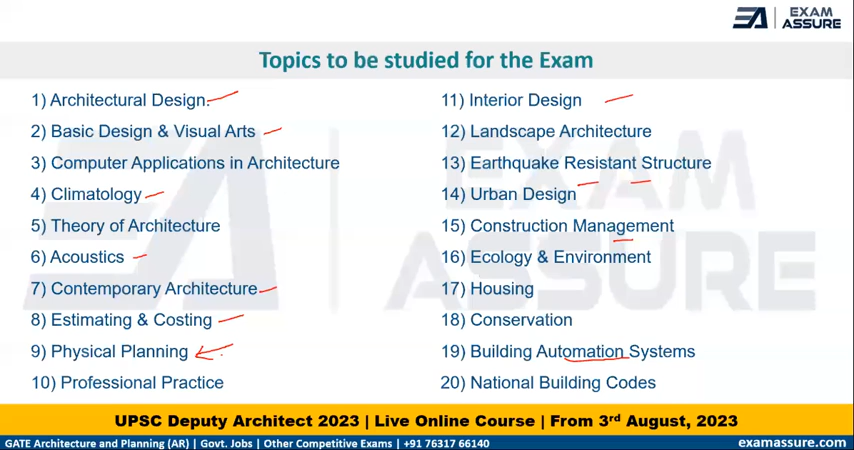 EXAM
ASSURE
Topics to be studied for the Exam
1) Architectural Design
2) Basic Design & Visual Arts
3) Computer Applications in Architecture
4) Climatology
5) Theory of Architecture
6) Acoustics
7) Contemporary Architecture
8) Estimating & Costing
9) Physical Planning
10) Professional Practice
11) Interior Design
12) Landscape Architecture
13) Earthquake Resistant Structure
14) Urban Design
15) Construction Management
16) Ecology & Environment
17) Housing
18) Conservation
19) Building Automation Systems
20) National Building Codes
EXAM
ASSURE
UPSC Deputy Architect 2023 | Live Online Course | From 3rd August, 2023
GATE Architecture and Planning (AR) | Govt. Jobs | Other Competitive Exams | +91 76317 66140
examassure.com